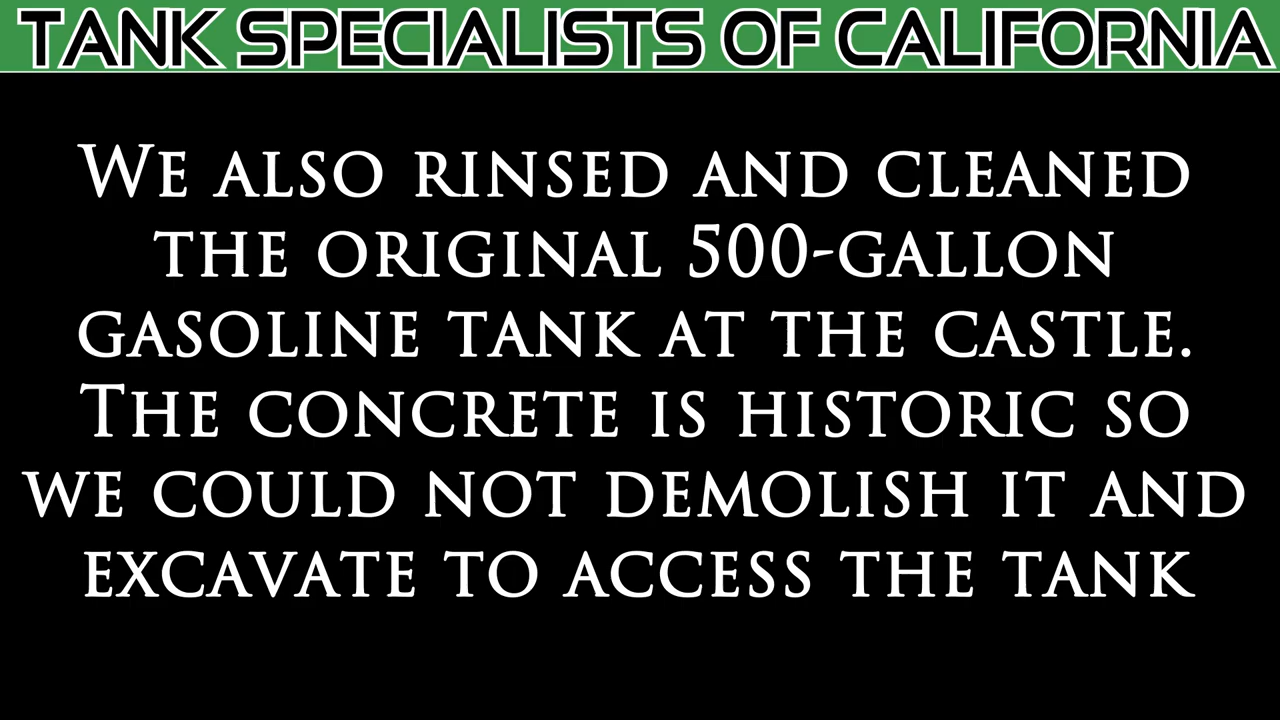 TANK SPECIALISTS OF CALIFORNIA
We also rinsed and cleaned
the original 500-gallon
gasoline tank at the castle.
The concrete is historic so
we could not demolish it and
excavate to access the tank